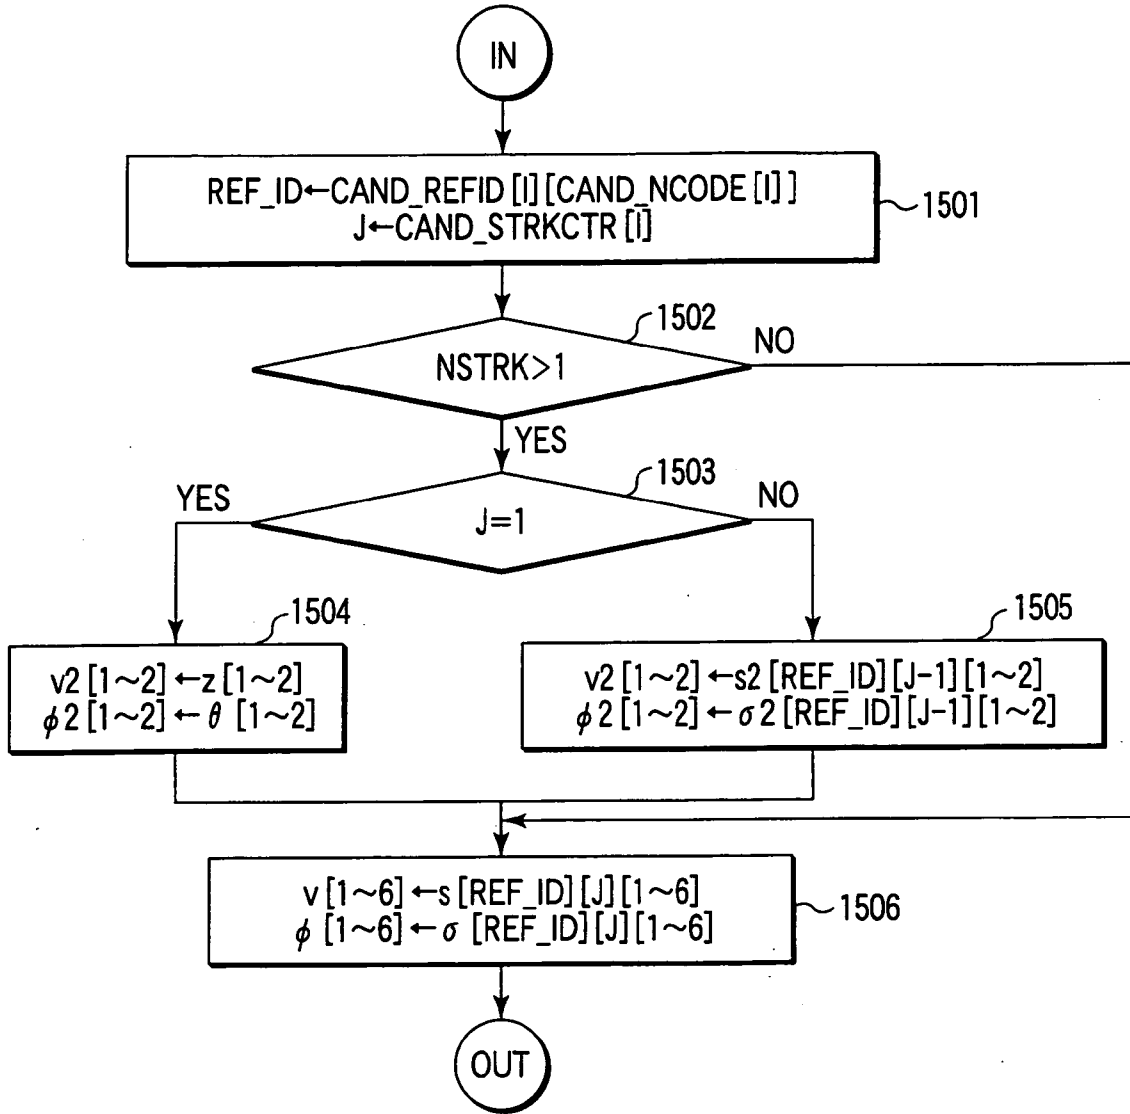 IN
REF_ID←CAND_REFID[I][CAND_NCODE[I]]
J←CAND_STRKCTR[I]
1501
NSTRK>1
1502
NO
YES
J=1
1503
YES
NO
1504
v2[1~2]←z[1~2]
ϕ2[1~2]←θ[1~2]
1505
v2[1~2]←s2[REF_ID][J-1][1~2]
ϕ2[1~2]←σ2[REF_ID][J-1][1~2]
v[1~6]←s[REF_ID][J][1~6]
ϕ[1~6]←σ[REF_ID][J][1~6]
1506
OUT